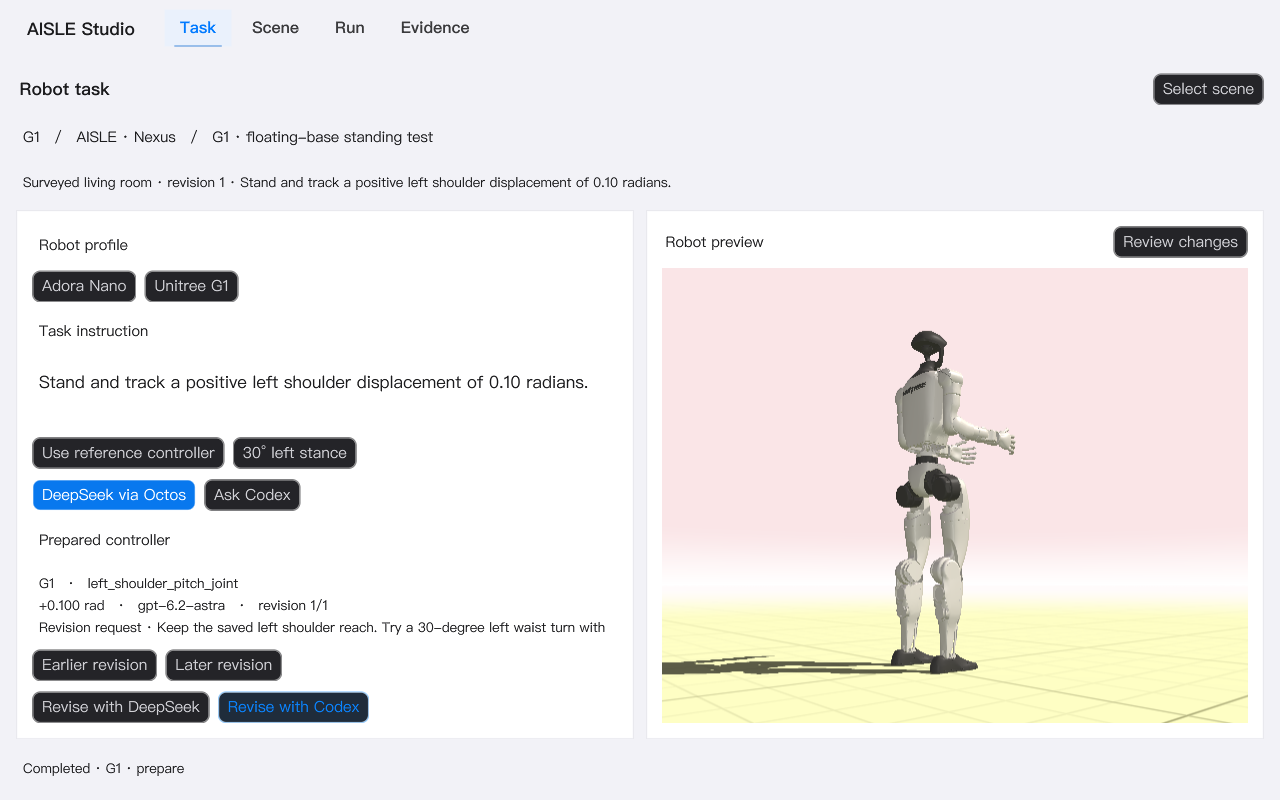 AISLE Studio Task Scene Run Evidence
Robot task
Select scene
G1 / AISLE · Nexus / G1 · floating-base standing test
Surveyed living room · revision 1 · Stand and track a positive left shoulder displacement of 0.10 radians.
Robot profile
Adora Nano Unitree G1
Task instruction
Stand and track a positive left shoulder displacement of 0.10 radians.
Use reference controller 30° left stance
DeepSeek via Octos Ask Codex
Prepared controller
G1 · left_shoulder_pitch_joint
+0.100 rad · gpt-6.2-astra · revision 1/1
Revision request · Keep the saved left shoulder reach. Try a 30-degree left waist turn with
Earlier revision Later revision
Revise with DeepSeek Revise with Codex
Robot preview
Review changes
Completed · G1 · prepare